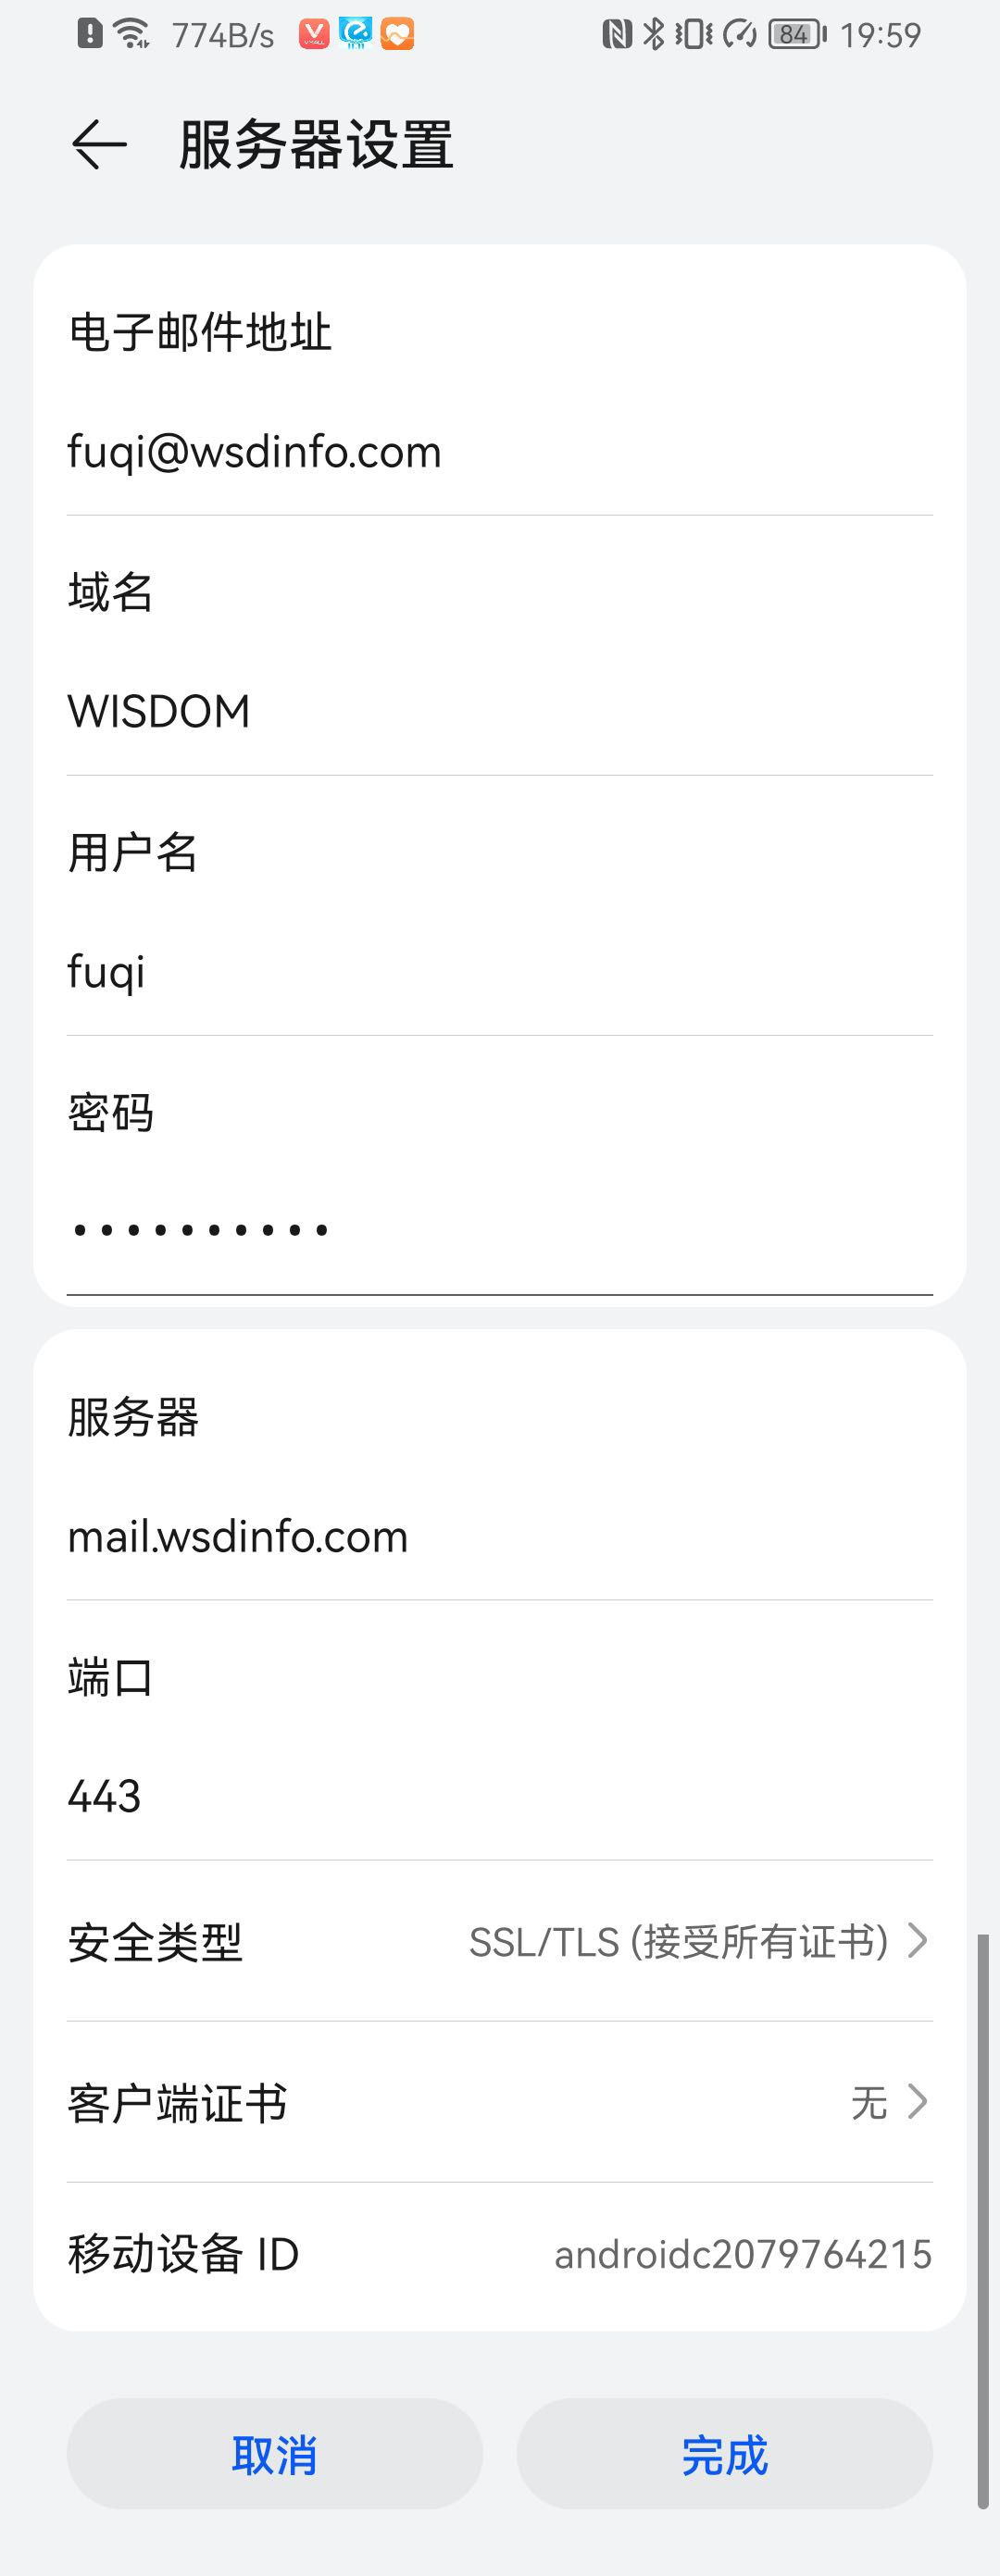 774B/s
84
19:59
服务器设置
电子邮件地址
fuqi@wsdinfo.com
域名
WISDOM
用户名
fuqi
密码
••••••••••
服务器
mail.wsdinfo.com
端口
443
安全类型
SSL/TLS (接受所有证书)
客户端证书
无
移动设备 ID
androidc2079764215
取消
完成